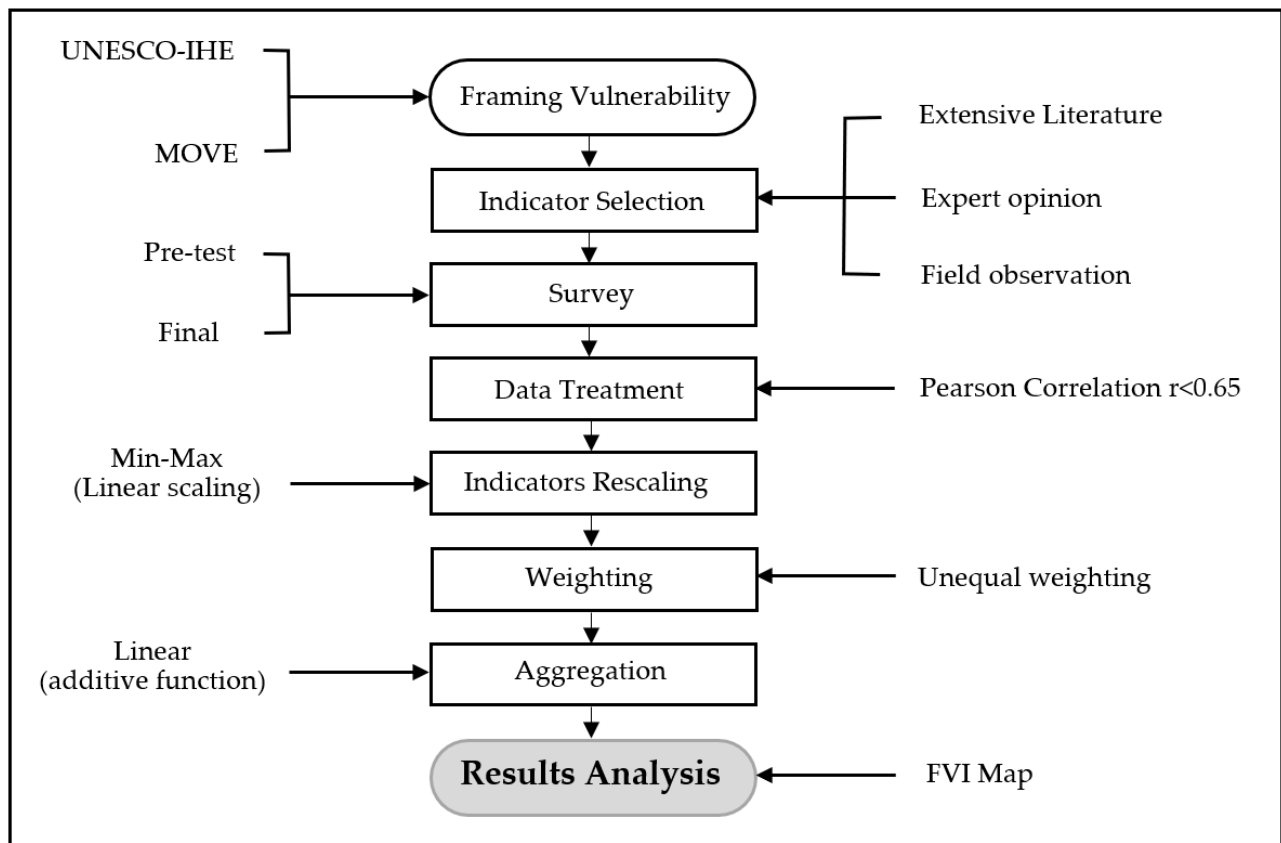 UNESCO-IHE
MOVE
Framing Vulnerability
Extensive Literature
Expert opinion
Field observation
Indicator Selection
Pre-test
Final
Survey
Data Treatment
Pearson Correlation r<0.65
Min-Max
(Linear scaling)
Indicators Rescaling
Weighting
Unequal weighting
Linear
(additive function)
Aggregation
Results Analysis
FVI Map